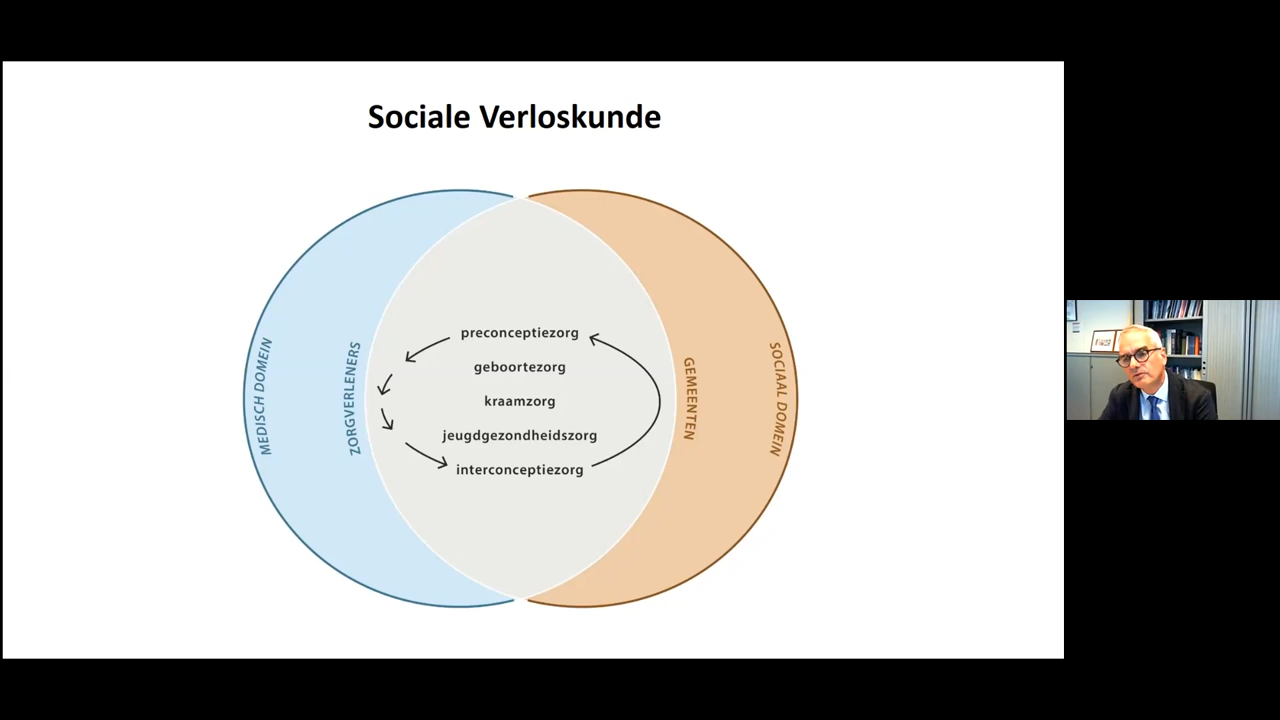 Sociale Verloskunde
MEDISCH DOMEIN
ZORGVERLENERS
preconceptiezorg
geboortezorg
kraamzorg
jeugdgezondheidszorg
interconceptiezorg
GEMEENTEN
SOCIAAL DOMEIN